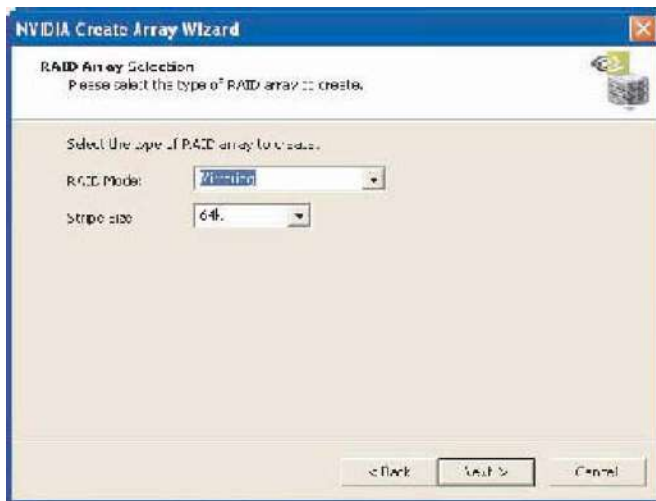 NVIDIA Create Array Wizard
RAID Array Selection
Please select the type of RAID array to create.
Select the type of RAID array to create.
RAID Mode: Mirroring
Stripe Size 64k
< Back Next > Cancel